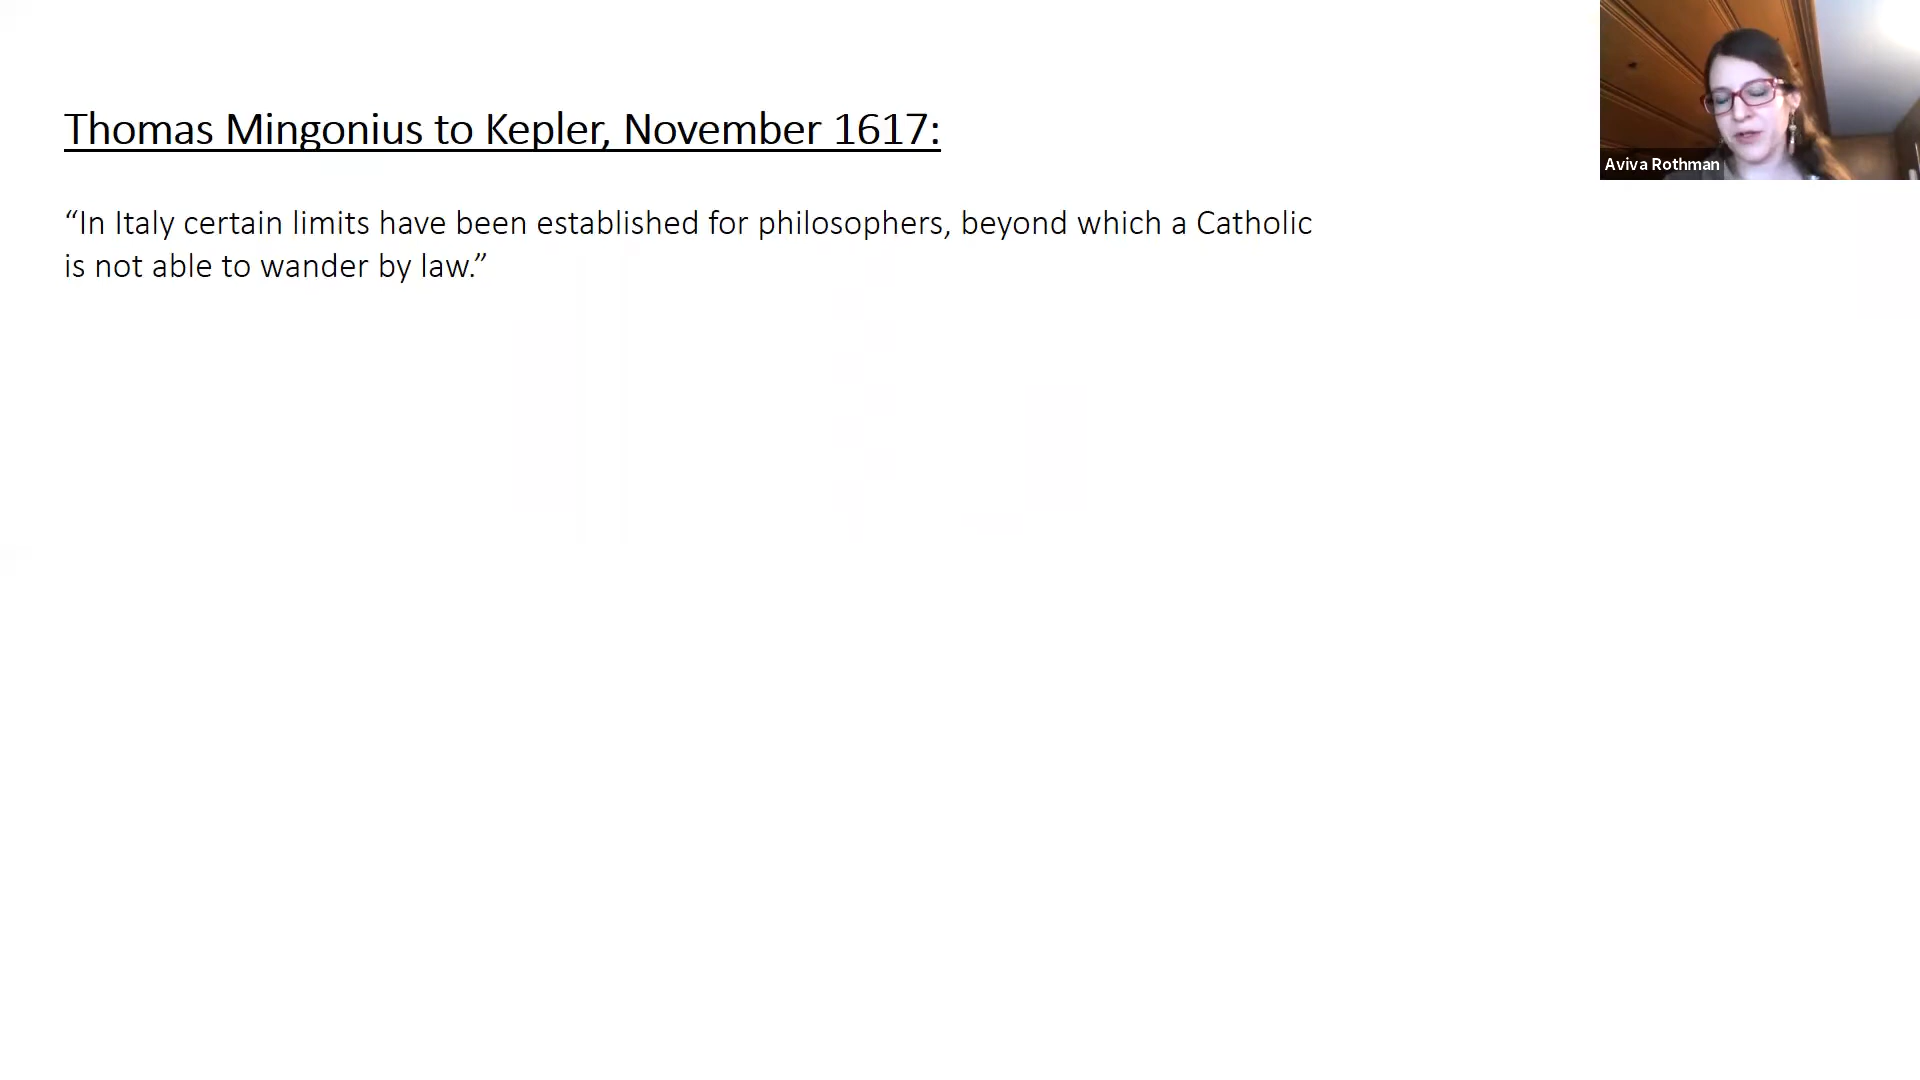 Thomas Mingonius to Kepler, November 1617:
“In Italy certain limits have been established for philosophers, beyond which a Catholic
is not able to wander by law.”
Aviva Rothman